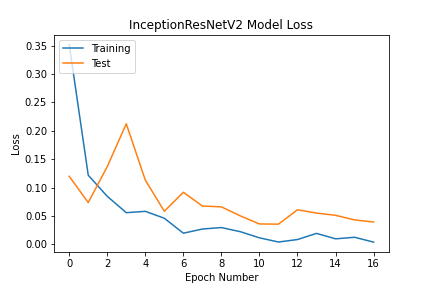 InceptionResNetV2 Model Loss
Training
Test
0.35
0.30
0.25
0.20
0.15
0.10
0.05
0.00
Loss
0 2 4 6 8 10 12 14 16
Epoch Number